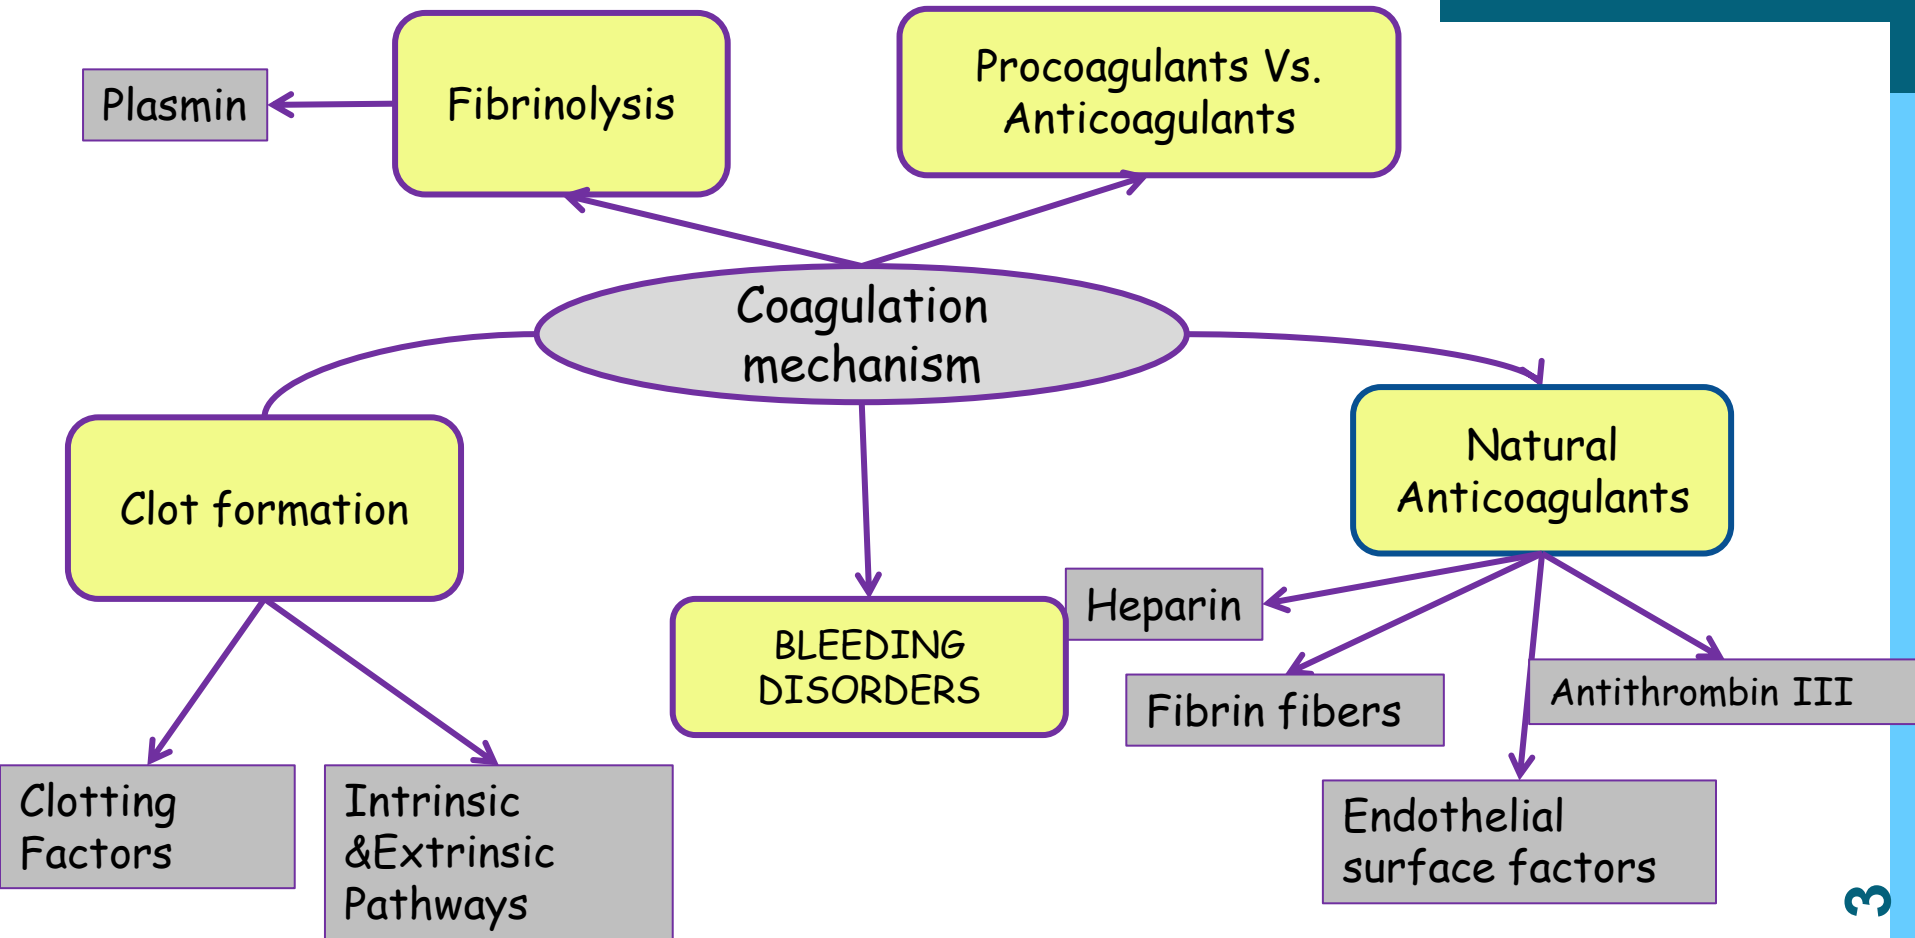 Plasmin
Fibrinolysis
Procoagulants Vs.
Anticoagulants
Coagulation
mechanism
Clot formation
Natural
Anticoagulants
BLEEDING
DISORDERS
Heparin
Fibrin fibers
Antithrombin III
Endothelial
surface factors
Clotting
Factors
Intrinsic
&Extrinsic
Pathways
3